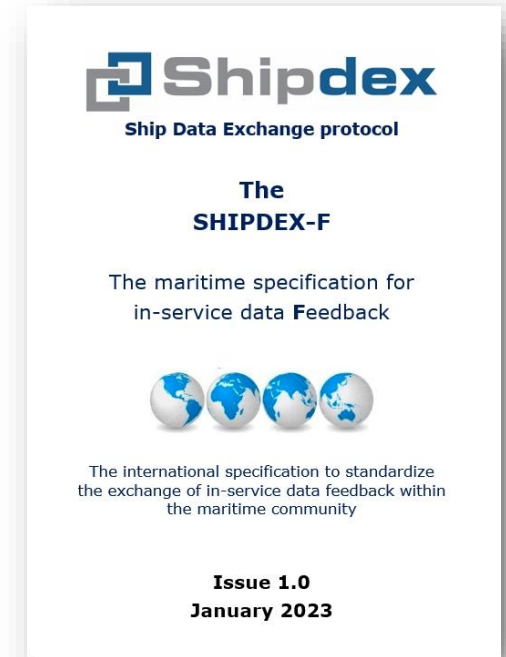 Shipdex
Ship Data Exchange protocol
The
SHIPDEX-F
The maritime specification for
in-service data Feedback
The international specification to standardize
the exchange of in-service data feedback within
the maritime community
Issue 1.0
January 2023